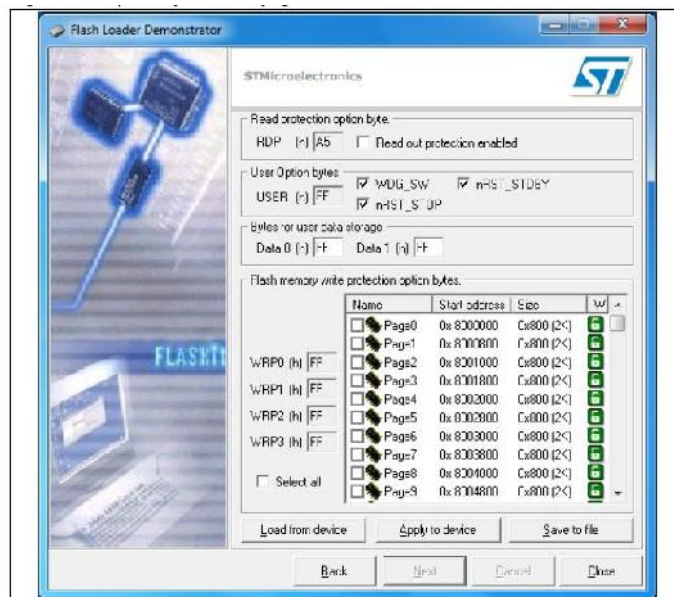 Flash Loader Demonstrator
STMicroelectronics
ST
Read protection option byte.
RDP (h) A5 Read out protection enabled
User Option bytes
USER (h) FF WDG_SW nRST_STDBY
nRST_STOP
Bytes for user data storage
Data 0 (h) FF Data 1 (h) FF
Flash memory write protection option bytes.
Name Start address Size W
Page0 0x 8000000 0x800 (2K)
Page1 0x 8000800 0x800 (2K)
Page2 0x 8001000 0x800 (2K)
Page3 0x 8001800 0x800 (2K)
Page4 0x 8002000 0x800 (2K)
Page5 0x 8002800 0x800 (2K)
Page6 0x 8003000 0x800 (2K)
Page7 0x 8003800 0x800 (2K)
Page8 0x 8004000 0x800 (2K)
Page9 0x 8004800 0x800 (2K)
WRP0 (h) FF
WRP1 (h) FF
WRP2 (h) FF
WRP3 (h) FF
Select all
Load from device Apply to device Save to file
Back Next Cancel Close